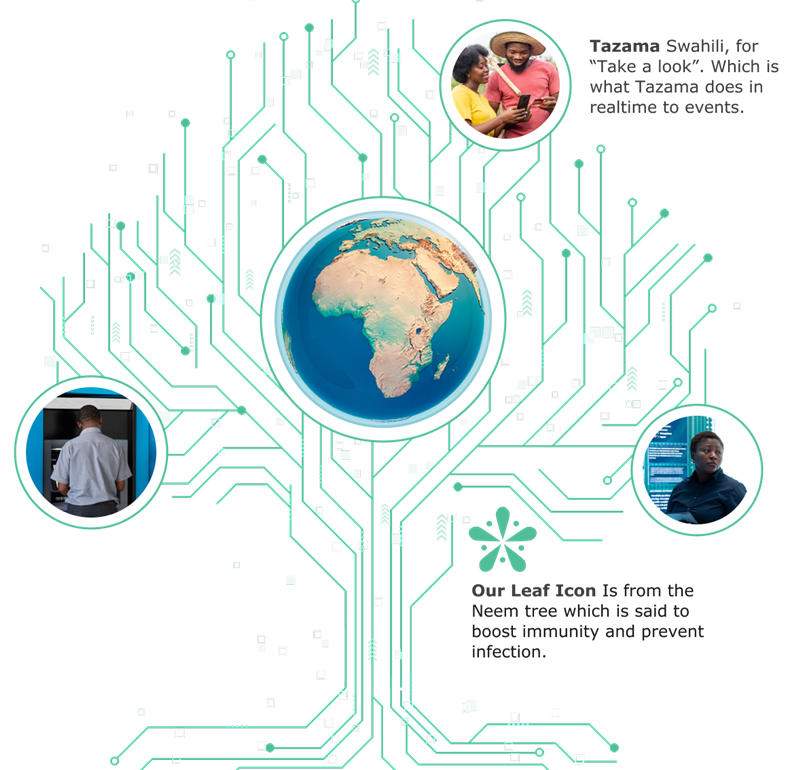 Tazama Swahili, for
“Take a look”. Which is
what Tazama does in
realtime to events.
Our Leaf Icon Is from the
Neem tree which is said to
boost immunity and prevent
infection.